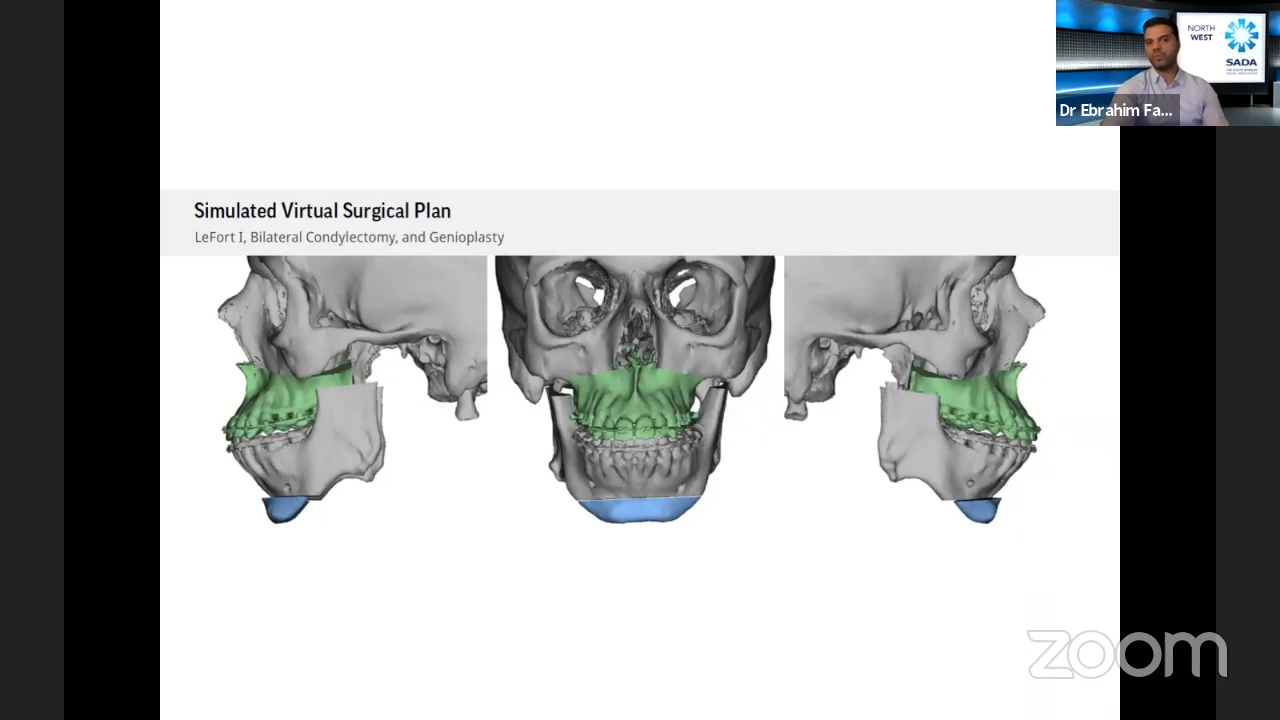 NORTH
WEST
SADA
Dr Ebrahim Fa...
Simulated Virtual Surgical Plan
LeFort I, Bilateral Condylectomy, and Genioplasty
zoom